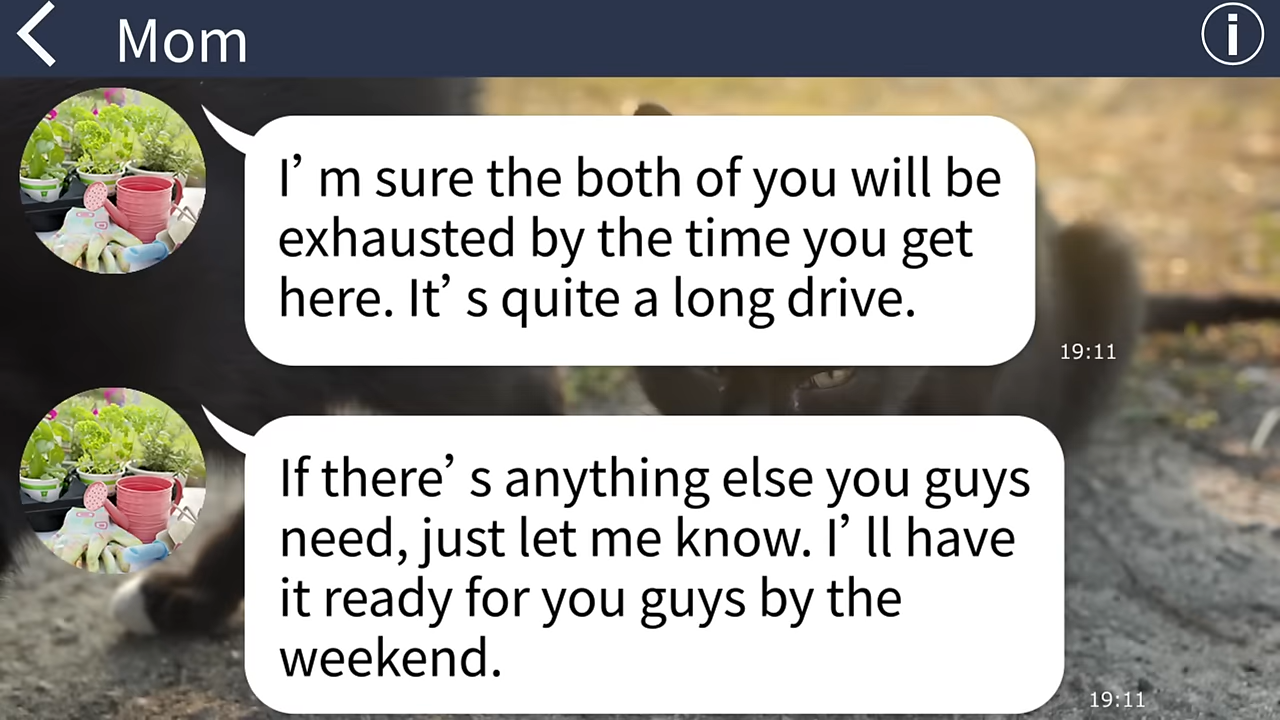 Mom
I’m sure the both of you will be
exhausted by the time you get
here. It’s quite a long drive.
19:11
If there’s anything else you guys
need, just let me know. I’ll have
it ready for you guys by the
weekend.
19:11